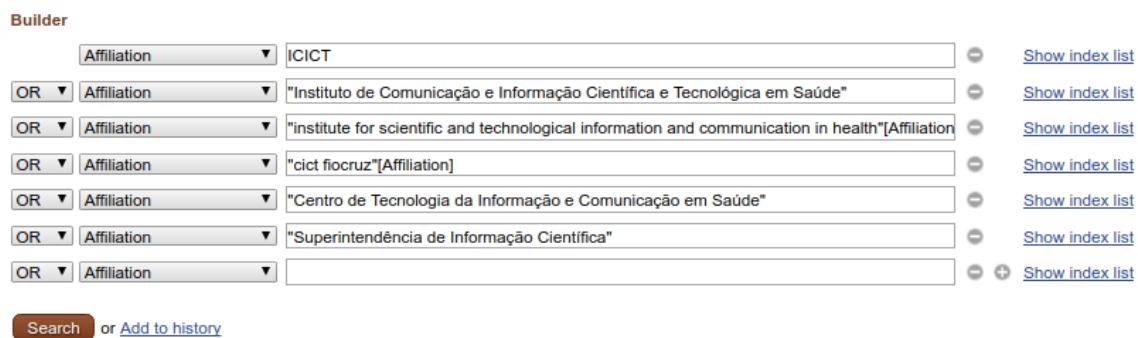 Builder
Affiliation ICICT Show index list
OR Affiliation "Instituto de Comunicação e Informação Científica e Tecnológica em Saúde" Show index list
OR Affiliation "institute for scientific and technological information and communication in health"[Affiliation Show index list
OR Affiliation "cict fiocruz"[Affiliation] Show index list
OR Affiliation "Centro de Tecnologia da Informação e Comunicação em Saúde" Show index list
OR Affiliation "Superintendência de Informação Científica" Show index list
OR Affiliation Show index list
Search or Add to history